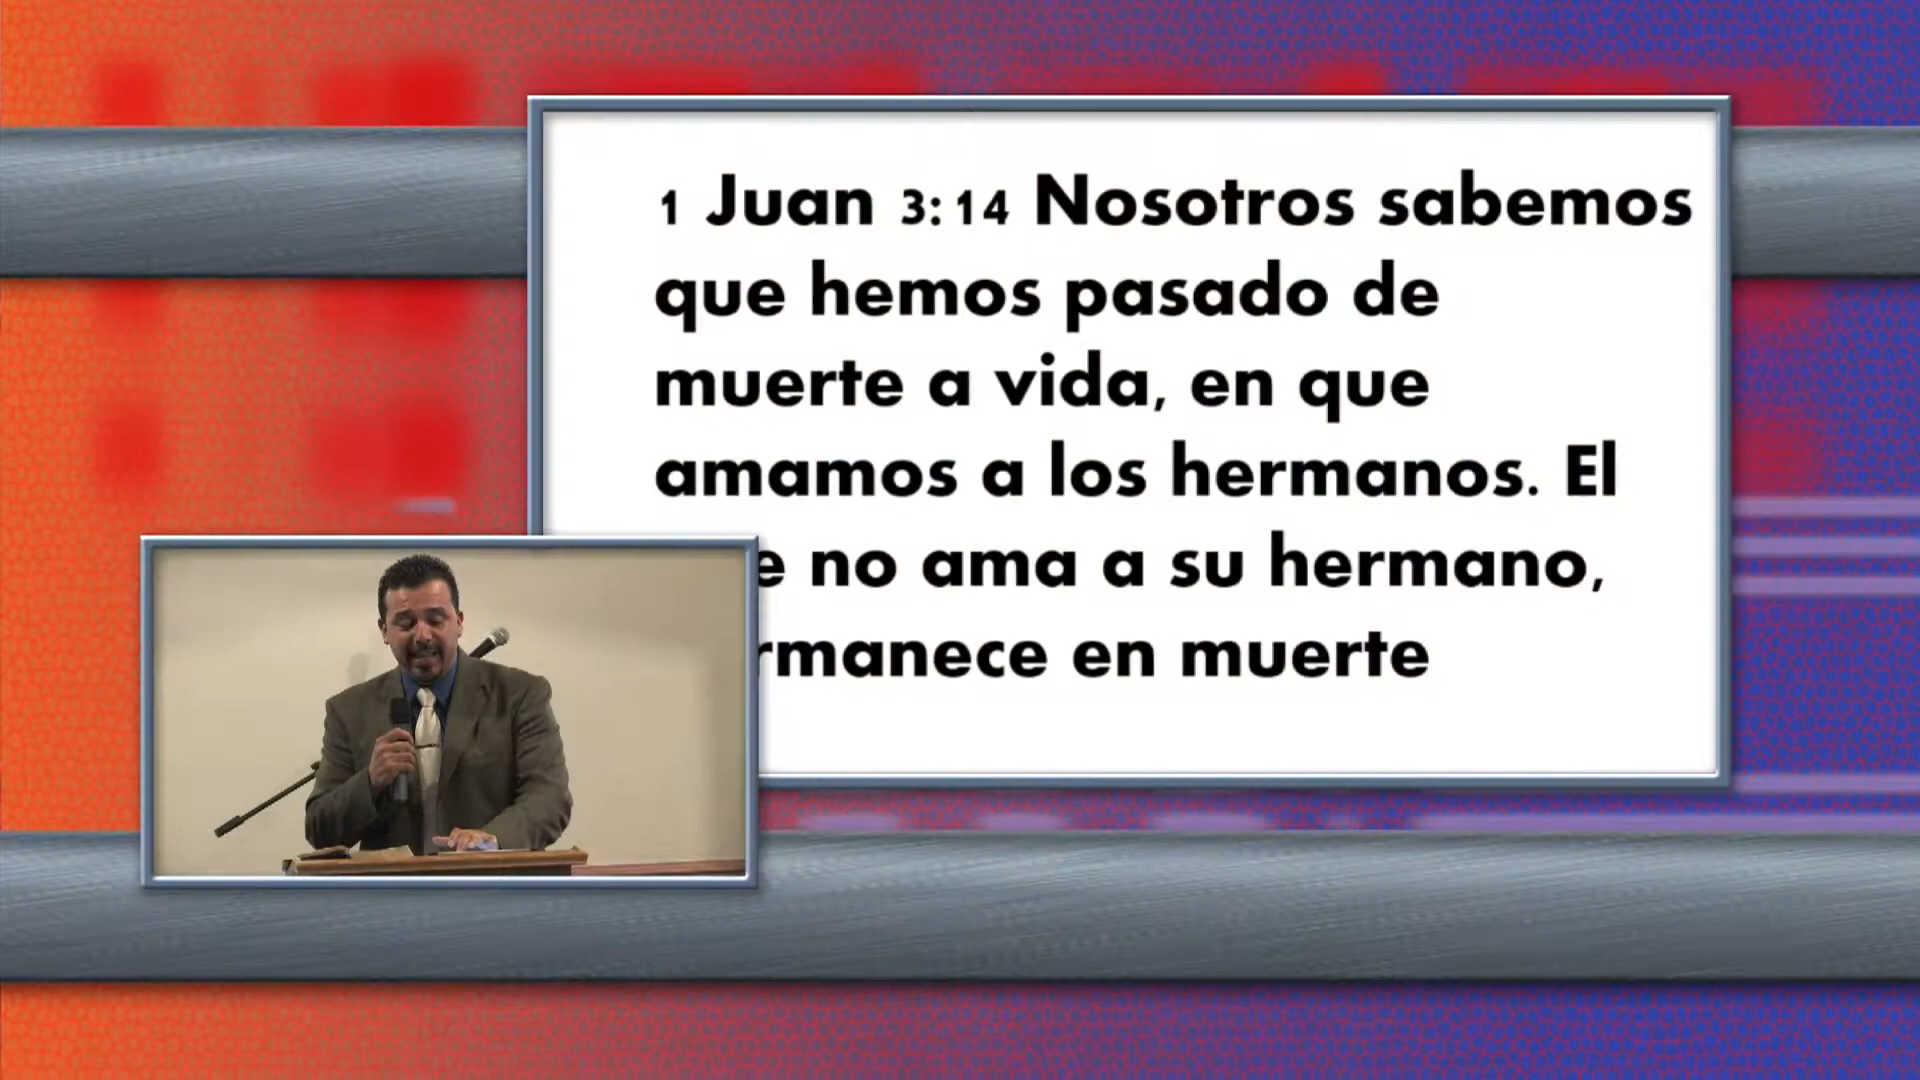 1 Juan 3:14 Nosotros sabemos
que hemos pasado de
muerte a vida, en que
amamos a los hermanos. El
no ama a su hermano,
en muerte